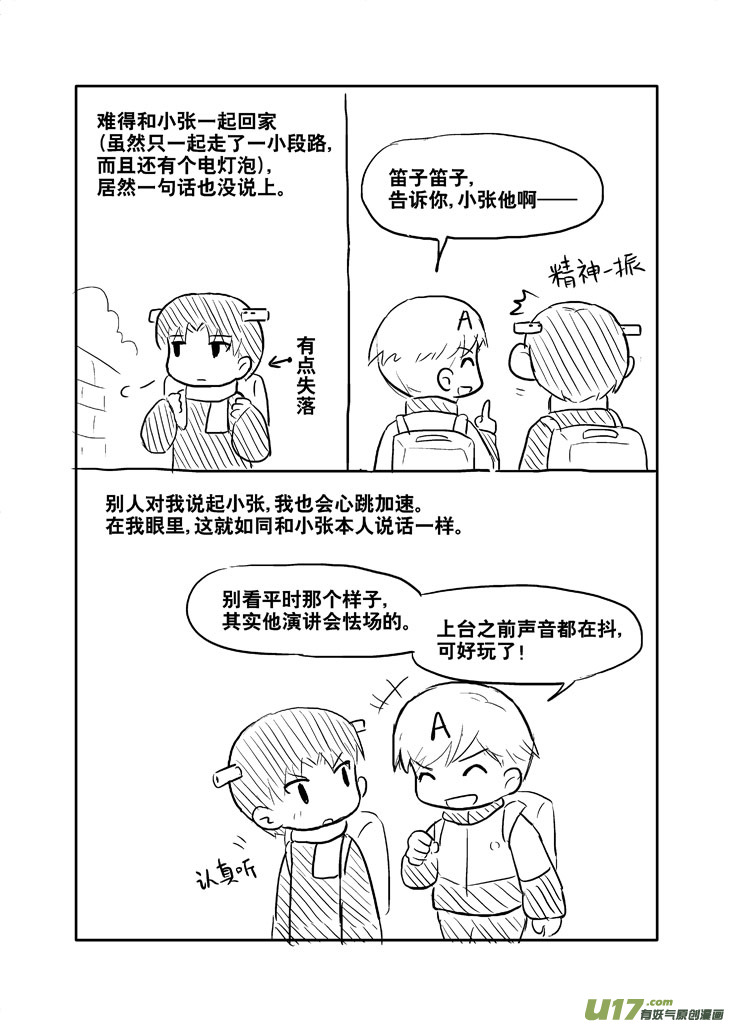 难得和小张一起回家
(虽然只一起走了一小段路,
而且还有个电灯泡),
居然一句话也没说上。
有点失落
笛子笛子,
告诉你,小张他啊——
精神一振
A
别人对我说起小张,我也会心跳加速。
在我眼里,这就如同和小张本人说话一样。
别看平时那个样子,
其实他演讲会怯场的。
上台之前声音都在抖,
可好玩了!
A
认真听
U17.com
有妖气原创漫画